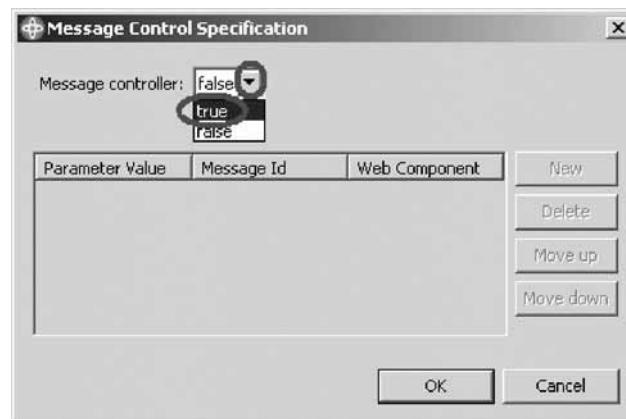 Message Control Specification
Message controller: false
true
false
Parameter Value Message Id Web Component
New
Delete
Move up
Move down
OK Cancel